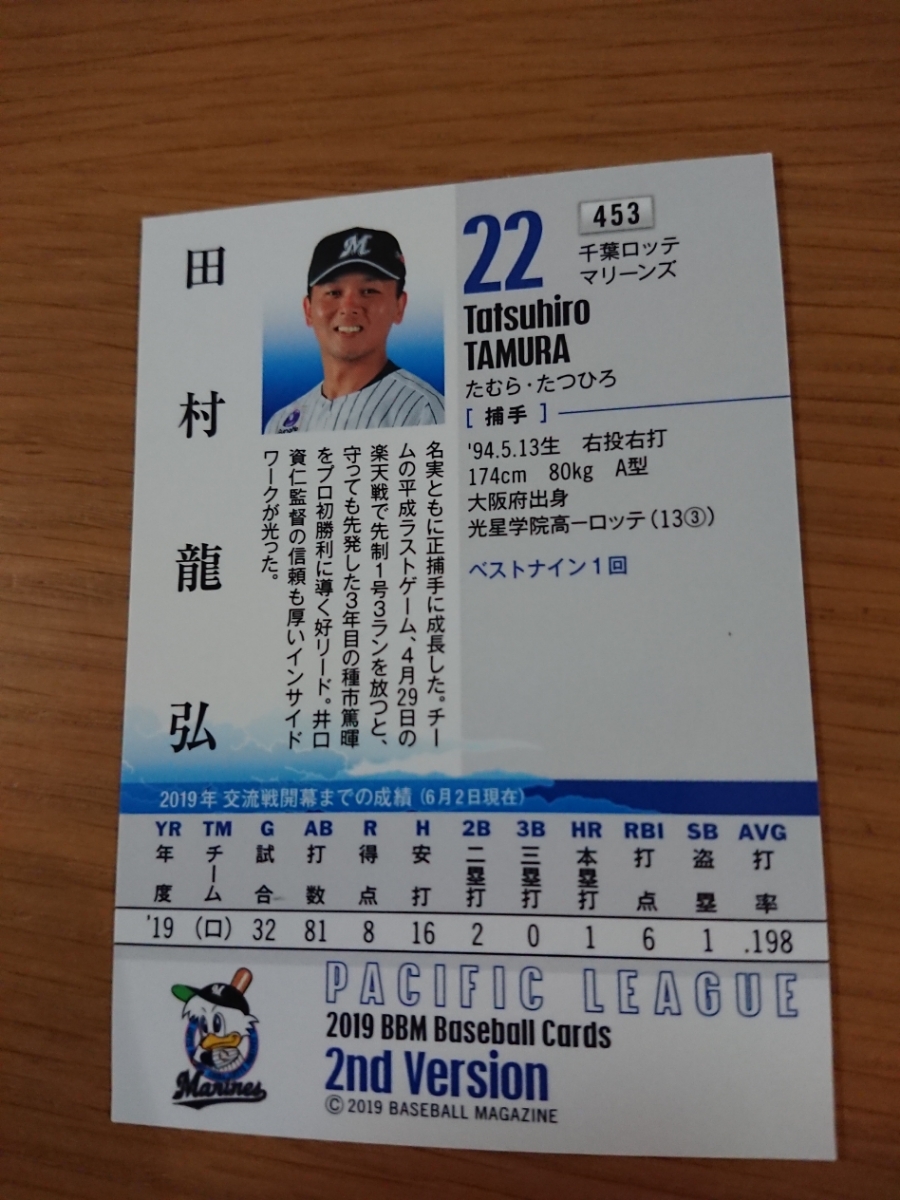 453
22
千葉ロッテ
マリーンズ
Tatsuhiro
TAMURA
たむら・たつひろ
[ 捕手 ]
'94.5.13生 右投右打
174cm 80kg A型
大阪府出身
光星学院高ーロッテ(13③)
ベストナイン1回
田村龍弘
M
名実ともに正捕手に成長した。チー
ムの平成ラストゲーム、4月29日の
楽天戦で先制1号3ランを放つと、
守っても先発した3年目の種市篤暉
をプロ初勝利に導く好リード。井口
資仁監督の信頼も厚いインサイド
ワークが光った。
2019年 交流戦開幕までの成績 (6月2日現在)
YR TM G AB R H 2B 3B HR RBI SB AVG
年度 チーム 試合 打数 得点 安打 二塁打 三塁打 本塁打 打点 盗塁 打率
'19 (ロ) 32 81 8 16 2 0 1 6 1 .198
PACIFIC LEAGUE
2019 BBM Baseball Cards
2nd Version
© 2019 BASEBALL MAGAZINE
Marines